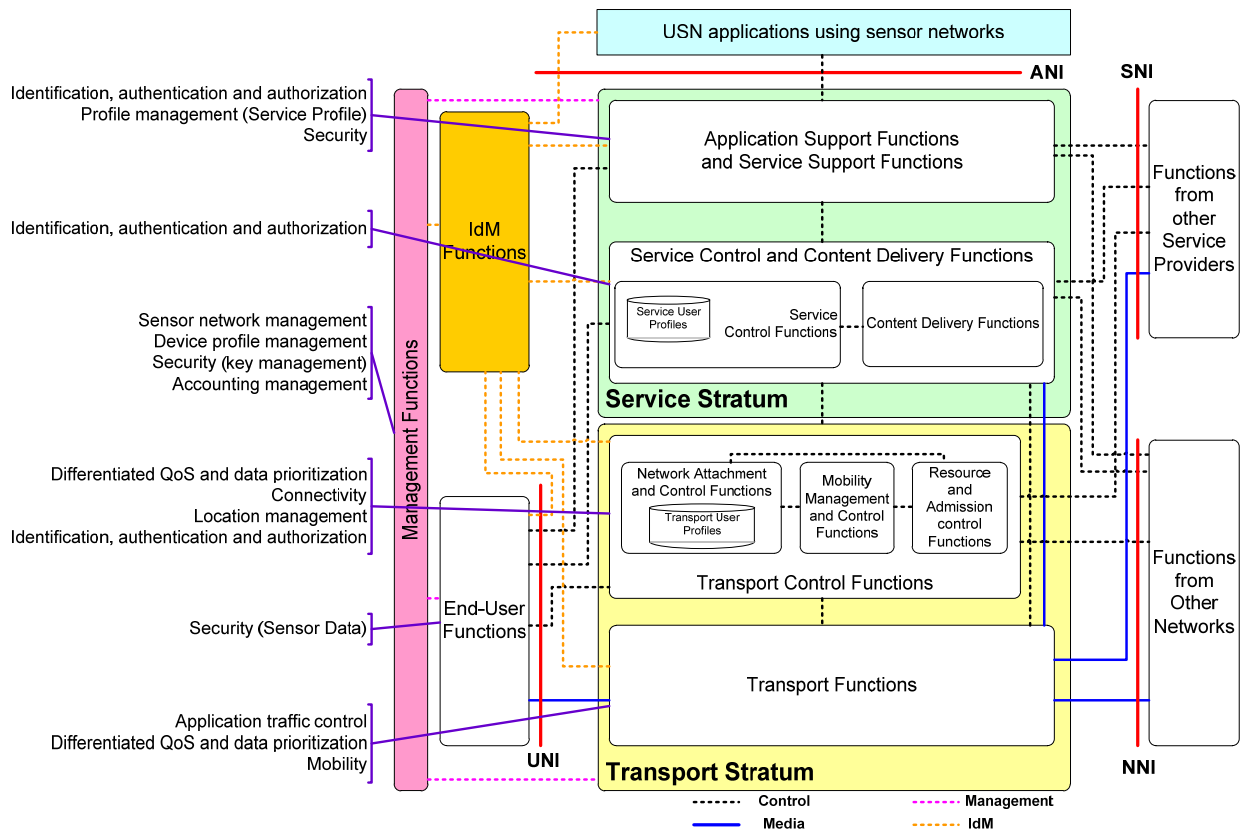 USN applications using sensor networks
ANI
SNI
Identification, authentication and authorization
Profile management (Service Profile)
Security
Application Support Functions
and Service Support Functions
Functions
from
other
Service
Providers
Identification, authentication and authorization
IdM
Functions
Service Control and Content Delivery Functions
Service User
Profiles
Service
Control Functions
Content Delivery Functions
Sensor network management
Device profile management
Security (key management)
Accounting management
Management Functions
Service Stratum
Differentiated QoS and data prioritization
Connectivity
Location management
Identification, authentication and authorization
Network Attachment
and Control Functions
Transport User
Profiles
Mobility
Management
and Control
Functions
Resource
and
Admission
control
Functions
Transport Control Functions
Functions
from
Other
Networks
Security (Sensor Data)
End-User
Functions
Transport Functions
Application traffic control
Differentiated QoS and data prioritization
Mobility
UNI
Transport Stratum
NNI
Control
Management
Media
IdM